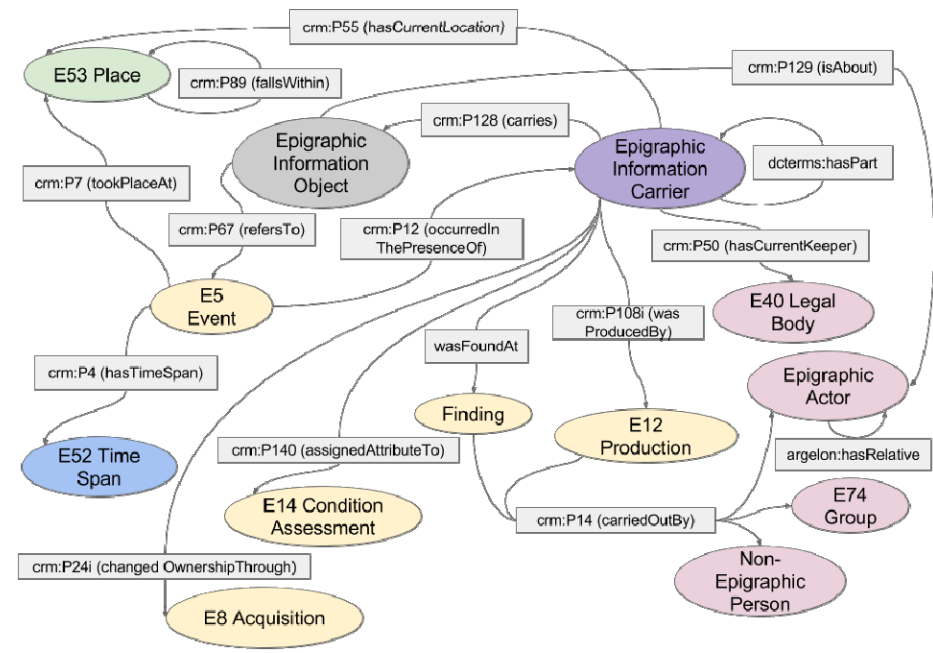 crm:P55 (hasCurrentLocation)
E53 Place
crm:P89 (fallsWithin)
crm:P129 (isAbout)
crm:P128 (carries)
Epigraphic
Information
Object
Epigraphic
Information
Carrier
dcterms:hasPart
crm:P7 (tookPlaceAt)
crm:P67 (refersTo)
crm:P12 (occurredIn
ThePresenceOf)
crm:P50 (hasCurrentKeeper)
E5
Event
E40 Legal
Body
crm:P108i (was
ProducedBy)
wasFoundAt
crm:P4 (hasTimeSpan)
Epigraphic
Actor
Finding
E12
Production
argelon:hasRelative
crm:P140 (assignedAttributeTo)
E52 Time
Span
E14 Condition
Assessment
E74
Group
crm:P14 (carriedOutBy)
crm:P24i (changed OwnershipThrough)
Non-
Epigraphic
Person
E8 Acquisition